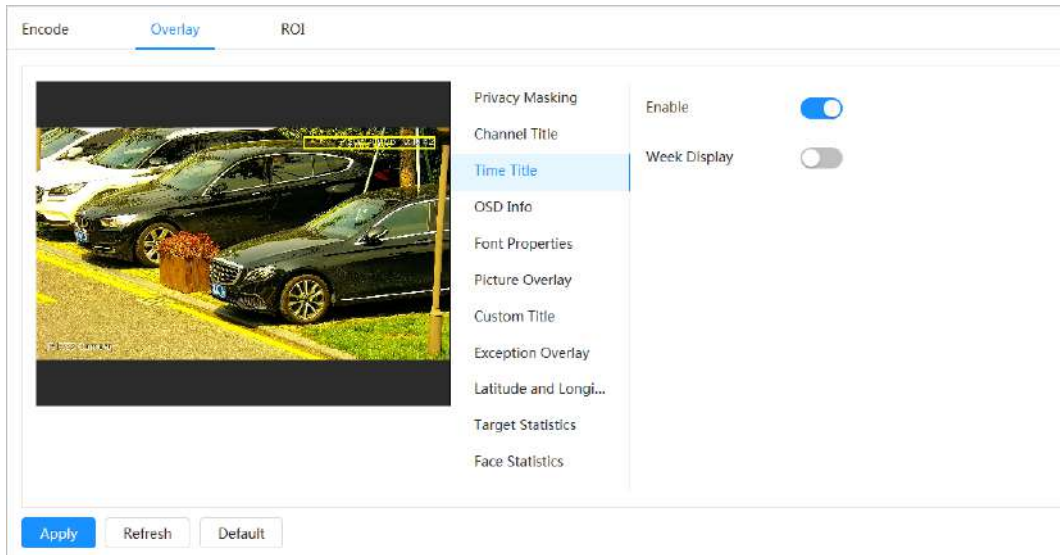 Encode Overlay ROI
Privacy Masking
Channel Title
Time Title
OSD Info
Font Properties
Picture Overlay
Custom Title
Exception Overlay
Latitude and Longi...
Target Statistics
Face Statistics
Enable
Week Display
Apply Refresh Default